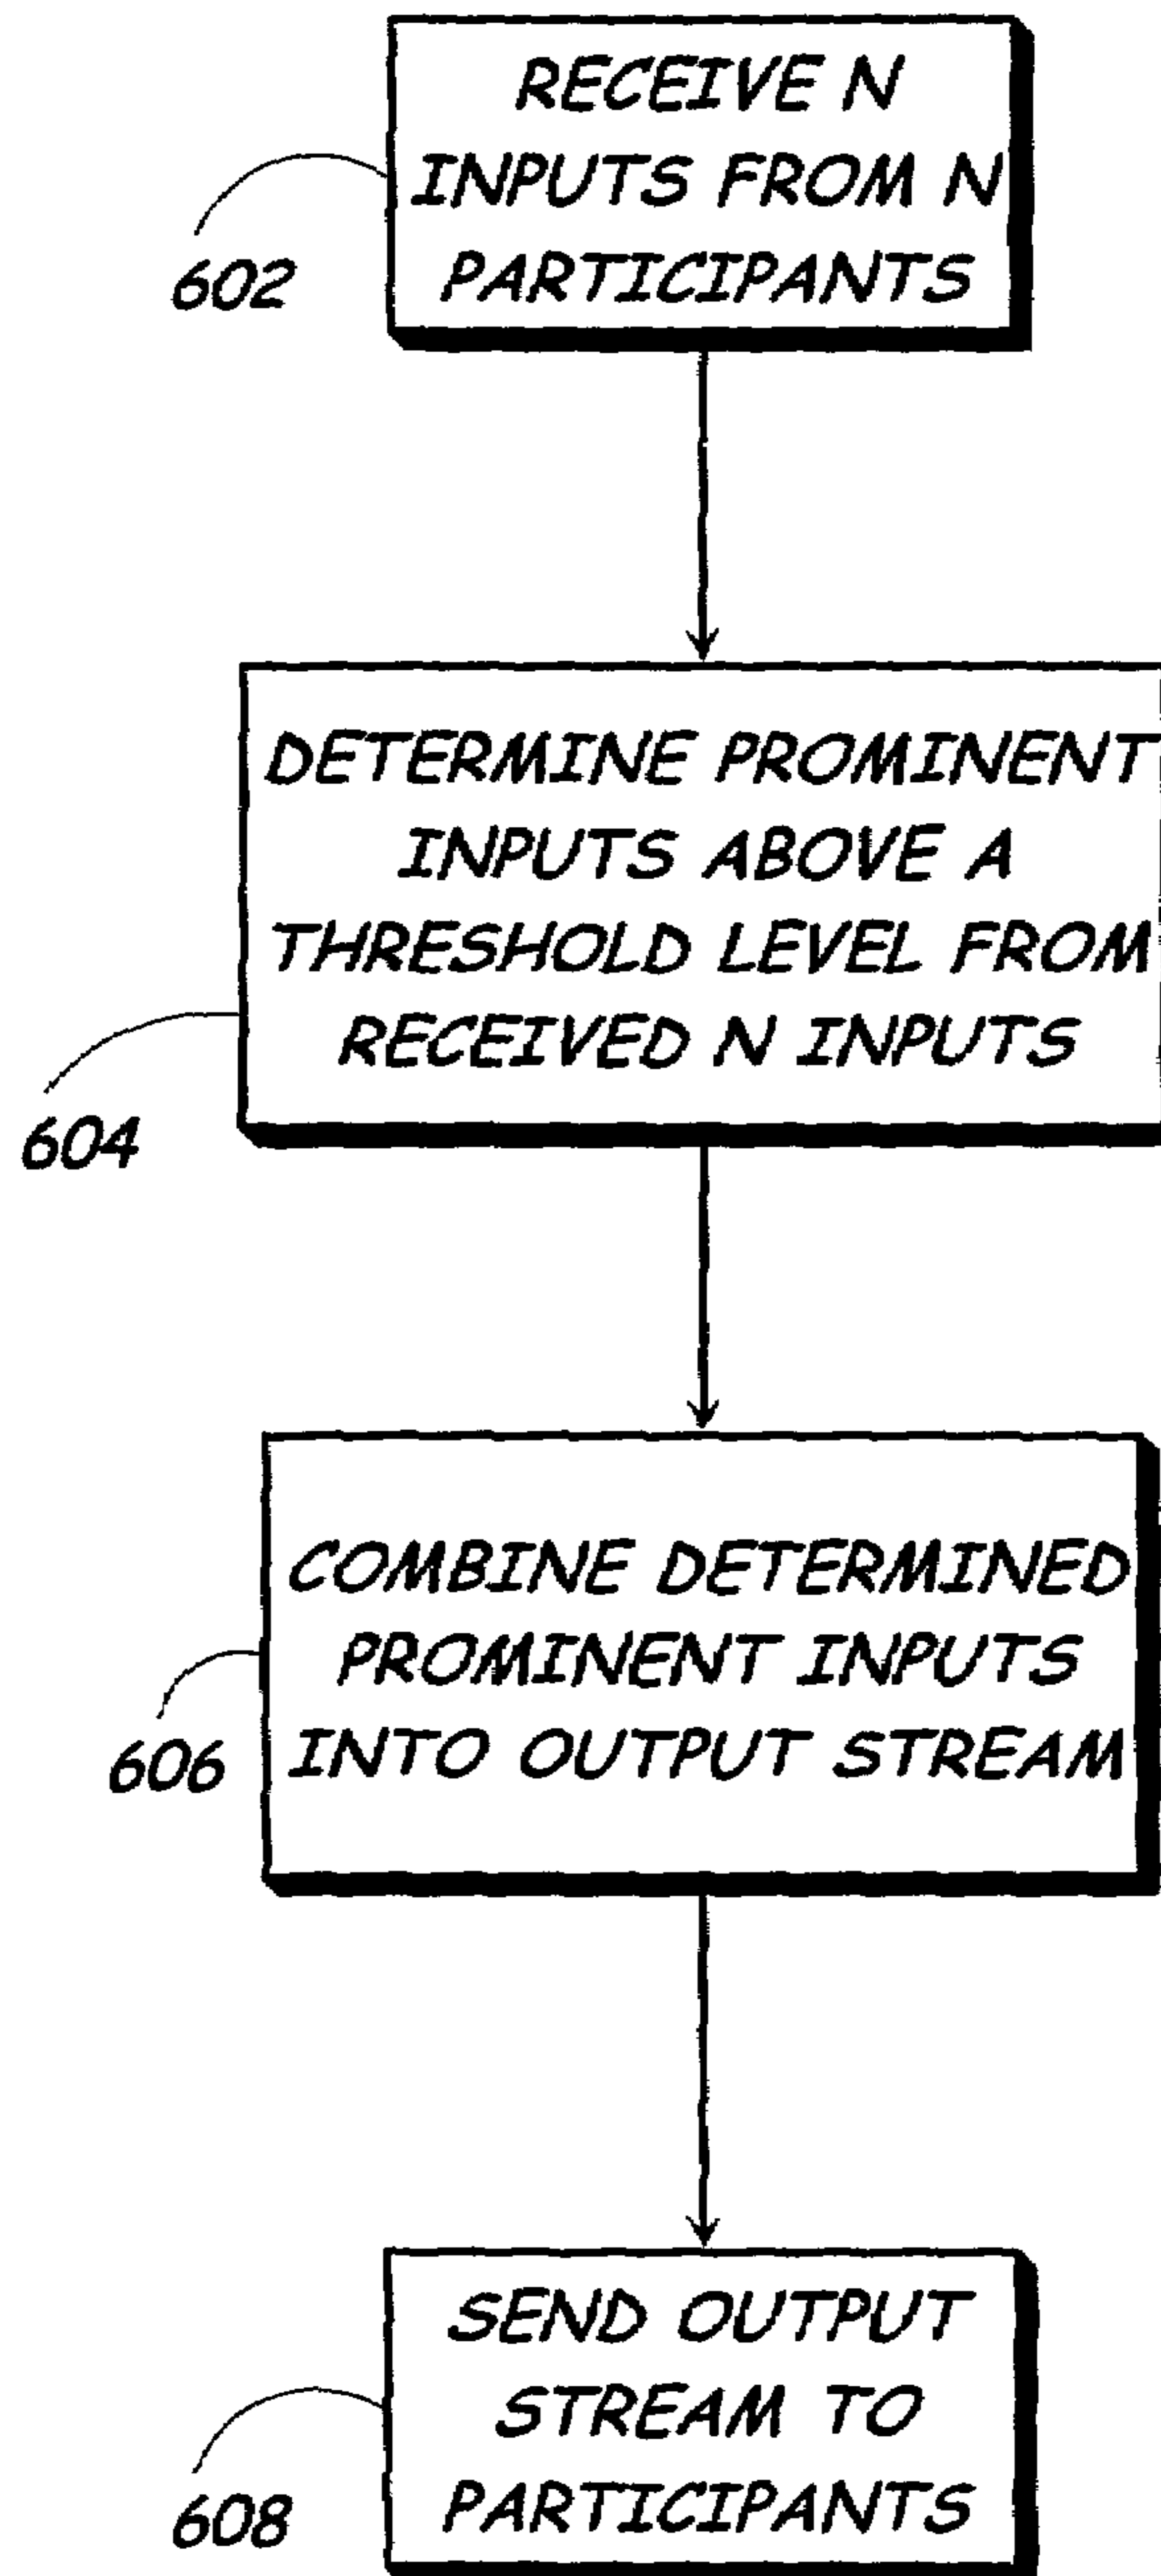 RECEIVE N
INPUTS FROM N
PARTICIPANTS
602
DETERMINE PROMINENT
INPUTS ABOVE A
THRESHOLD LEVEL FROM
RECEIVED N INPUTS
604
COMBINE DETERMINED
PROMINENT INPUTS
INTO OUTPUT STREAM
606
SEND OUTPUT
STREAM TO
PARTICIPANTS
608